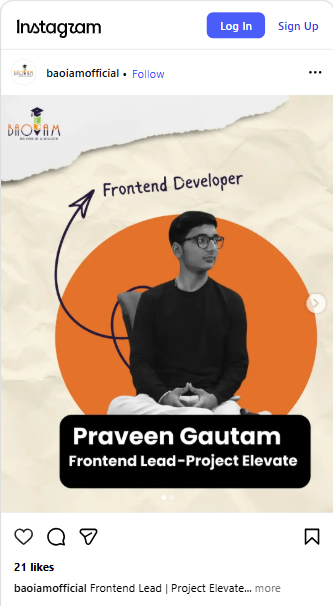 Instagram
Log In
Sign Up
baoiamofficial • Follow
BAOIAM
Frontend Developer
Praveen Gautam
Frontend Lead-Project Elevate
21 likes
baoiamofficial Frontend Lead | Project Elevate... more